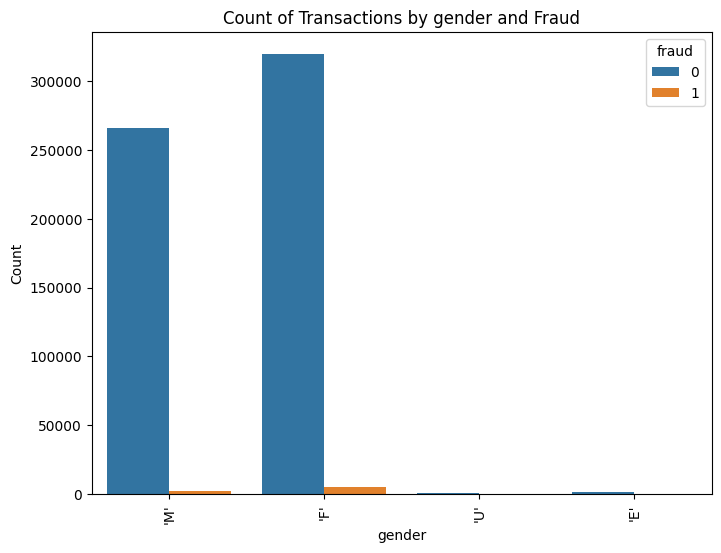 Count of Transactions by gender and Fraud
fraud
0
1
300000
250000
200000
150000
100000
50000
0
Count
'M'
'F'
'U'
'E'
gender